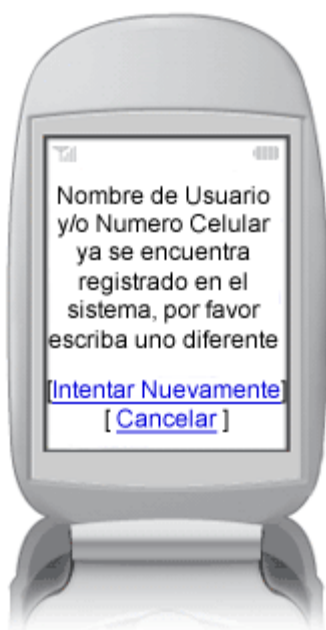 Nombre de Usuario
y/o Numero Celular
ya se encuentra
registrado en el
sistema, por favor
escriba uno diferente
[Intentar Nuevamente]
[ Cancelar ]